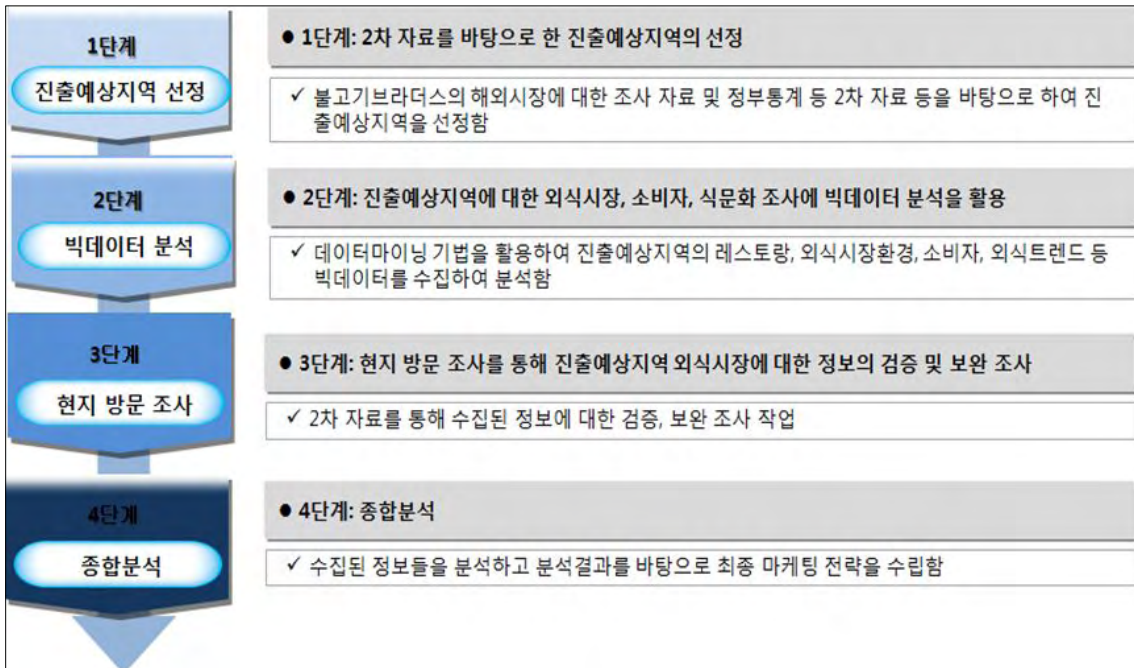 1단계
진출예상지역 선정
● 1단계: 2차 자료를 바탕으로 한 진출예상지역의 선정
✓ 불고기브라더스의 해외시장에 대한 조사 자료 및 정부통계 등 2차 자료 등을 바탕으로 하여 진
출예상지역을 선정함
2단계
빅데이터 분석
● 2단계: 진출예상지역에 대한 외식시장, 소비자, 식문화 조사에 빅데이터 분석을 활용
✓ 데이터마이닝 기법을 활용하여 진출예상지역의 레스토랑, 외식시장환경, 소비자, 외식트렌드 등
빅데이터를 수집하여 분석함
3단계
현지 방문 조사
● 3단계: 현지 방문 조사를 통해 진출예상지역 외식시장에 대한 정보의 검증 및 보완 조사
✓ 2차 자료를 통해 수집된 정보에 대한 검증, 보완 조사 작업
4단계
종합분석
● 4단계: 종합분석
✓ 수집된 정보들을 분석하고 분석결과를 바탕으로 최종 마케팅 전략을 수립함